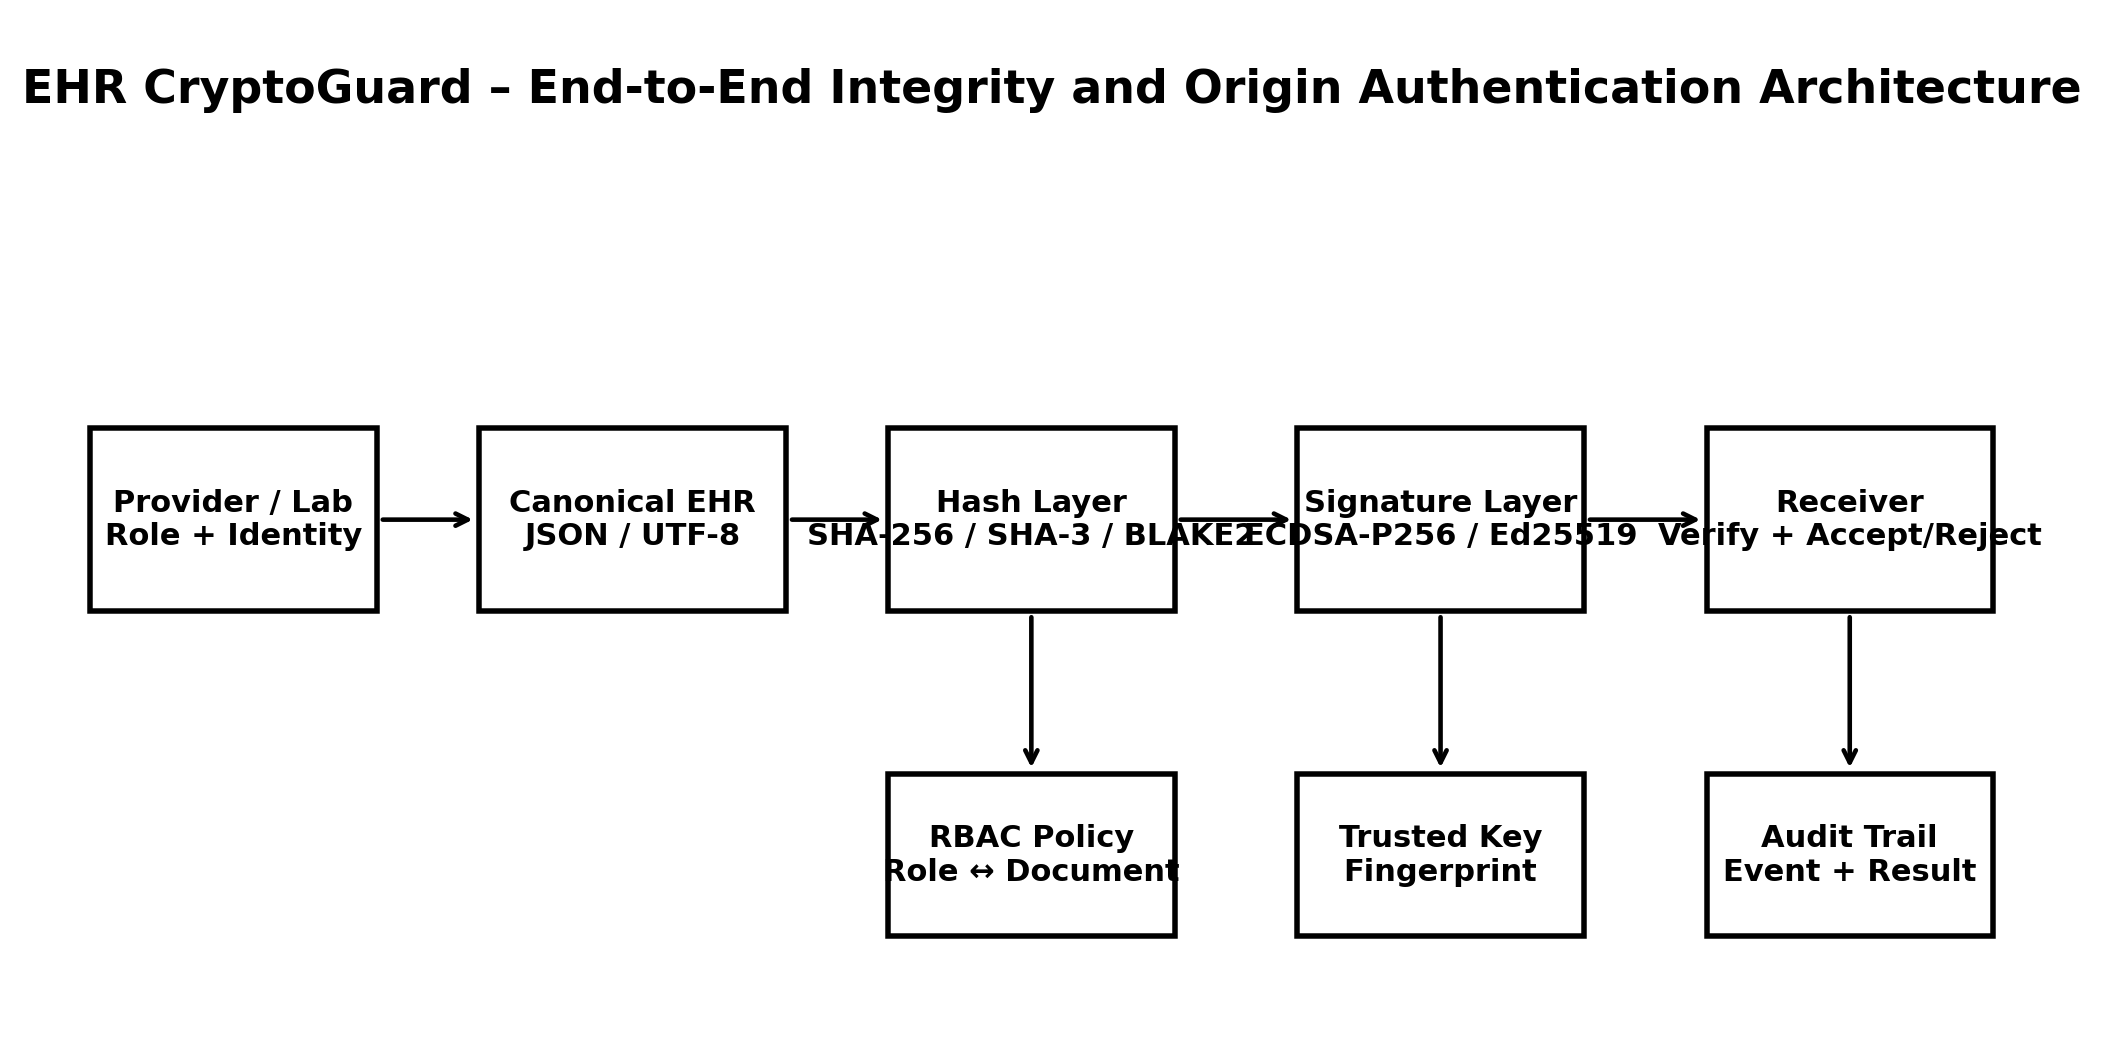 EHR CryptoGuard – End-to-End Integrity and Origin Authentication Architecture
Provider / Lab
Role + Identity
Canonical EHR
JSON / UTF-8
Hash Layer
SHA-256 / SHA-3 / BLAKE2
Signature Layer
ECDSA-P256 / Ed25519
Receiver
Verify + Accept/Reject
RBAC Policy
Role ↔ Document
Trusted Key
Fingerprint
Audit Trail
Event + Result